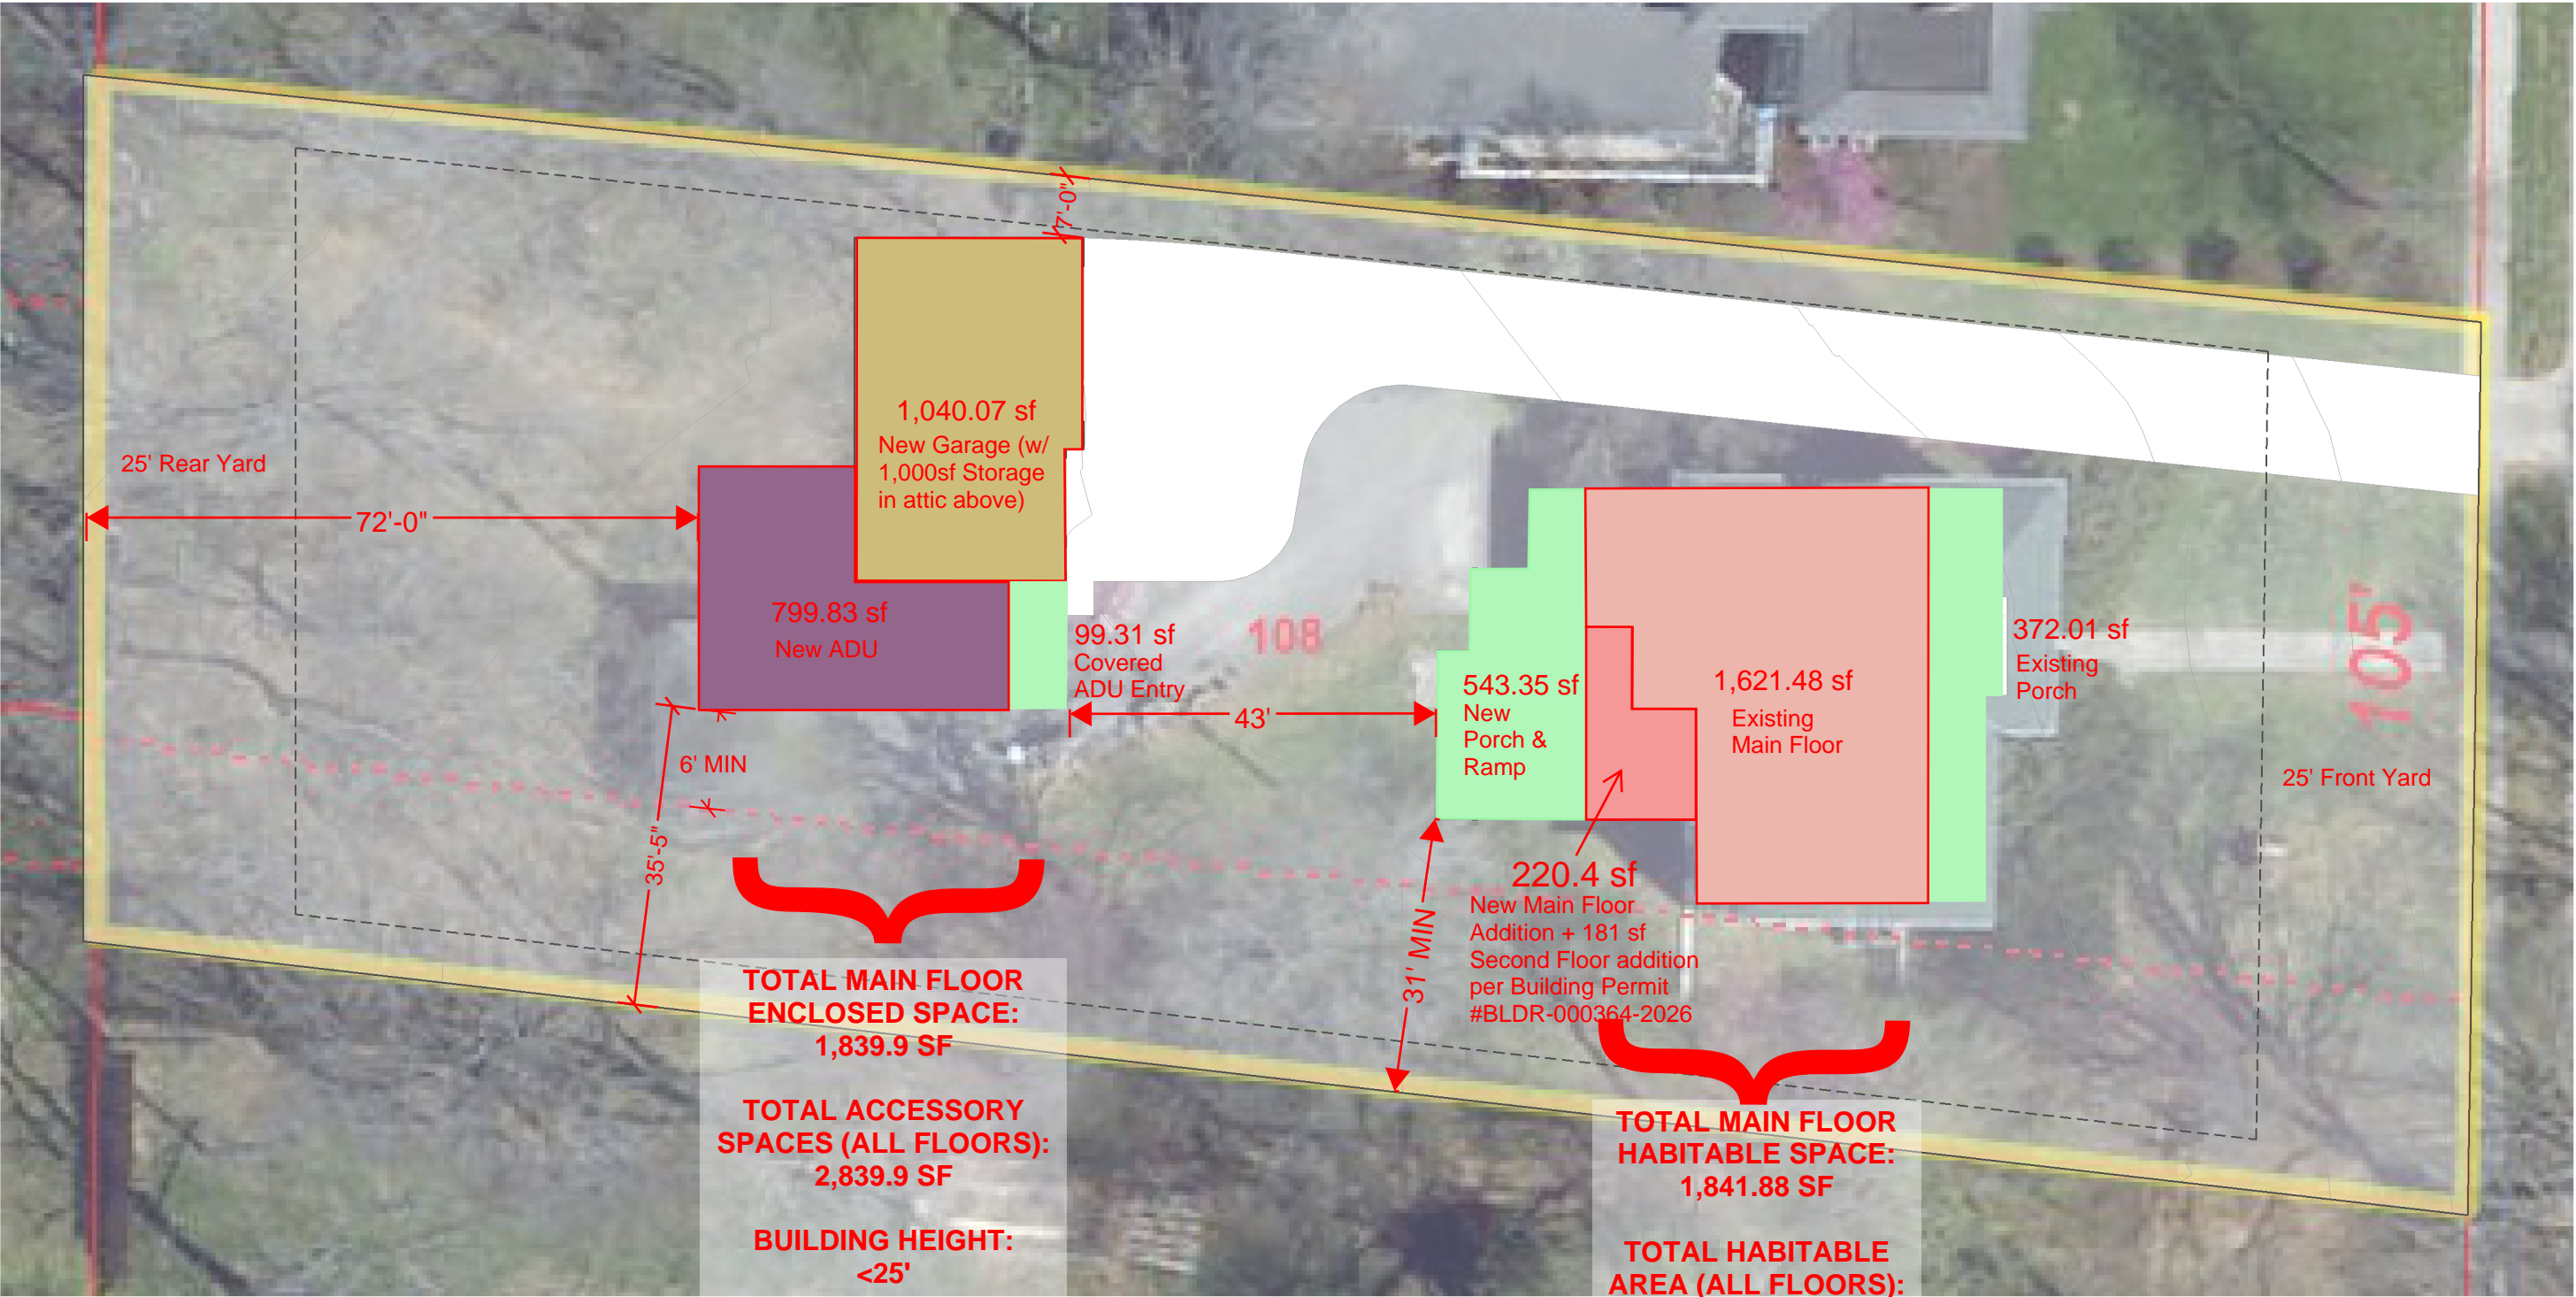 7'-0"
1,040.07 sf
New Garage (w/
1,000sf Storage
in attic above)
25' Rear Yard
72'-0"
799.83 sf
New ADU
99.31 sf
Covered
ADU Entry
108
43'
543.35 sf
New
Porch &
Ramp
1,621.48 sf
Existing
Main Floor
372.01 sf
Existing
Porch
105'
25' Front Yard
6' MIN
35'-5"
31' MIN
220.4 sf
New Main Floor
Addition + 181 sf
Second Floor addition
per Building Permit
#BLDR-000364-2026
TOTAL MAIN FLOOR
ENCLOSED SPACE:
1,839.9 SF
TOTAL ACCESSORY
SPACES (ALL FLOORS):
2,839.9 SF
BUILDING HEIGHT:
<25'
TOTAL MAIN FLOOR
HABITABLE SPACE:
1,841.88 SF
TOTAL HABITABLE
AREA (ALL FLOORS):